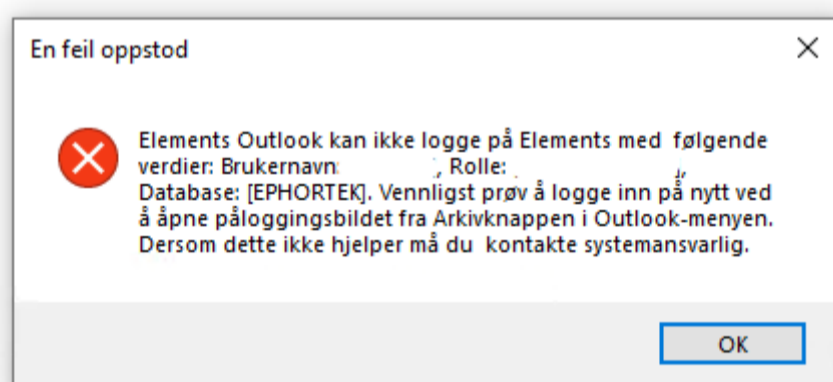 En feil oppstod
Elements Outlook kan ikke logge på Elements med følgende
verdier: Brukernavn: , Rolle: ,
Database: [EPHORTEK]. Vennligst prøv å logge inn på nytt ved
å åpne påloggingsbildet fra Arkivknappen i Outlook-menyen.
Dersom dette ikke hjelper må du kontakte systemansvarlig.
OK